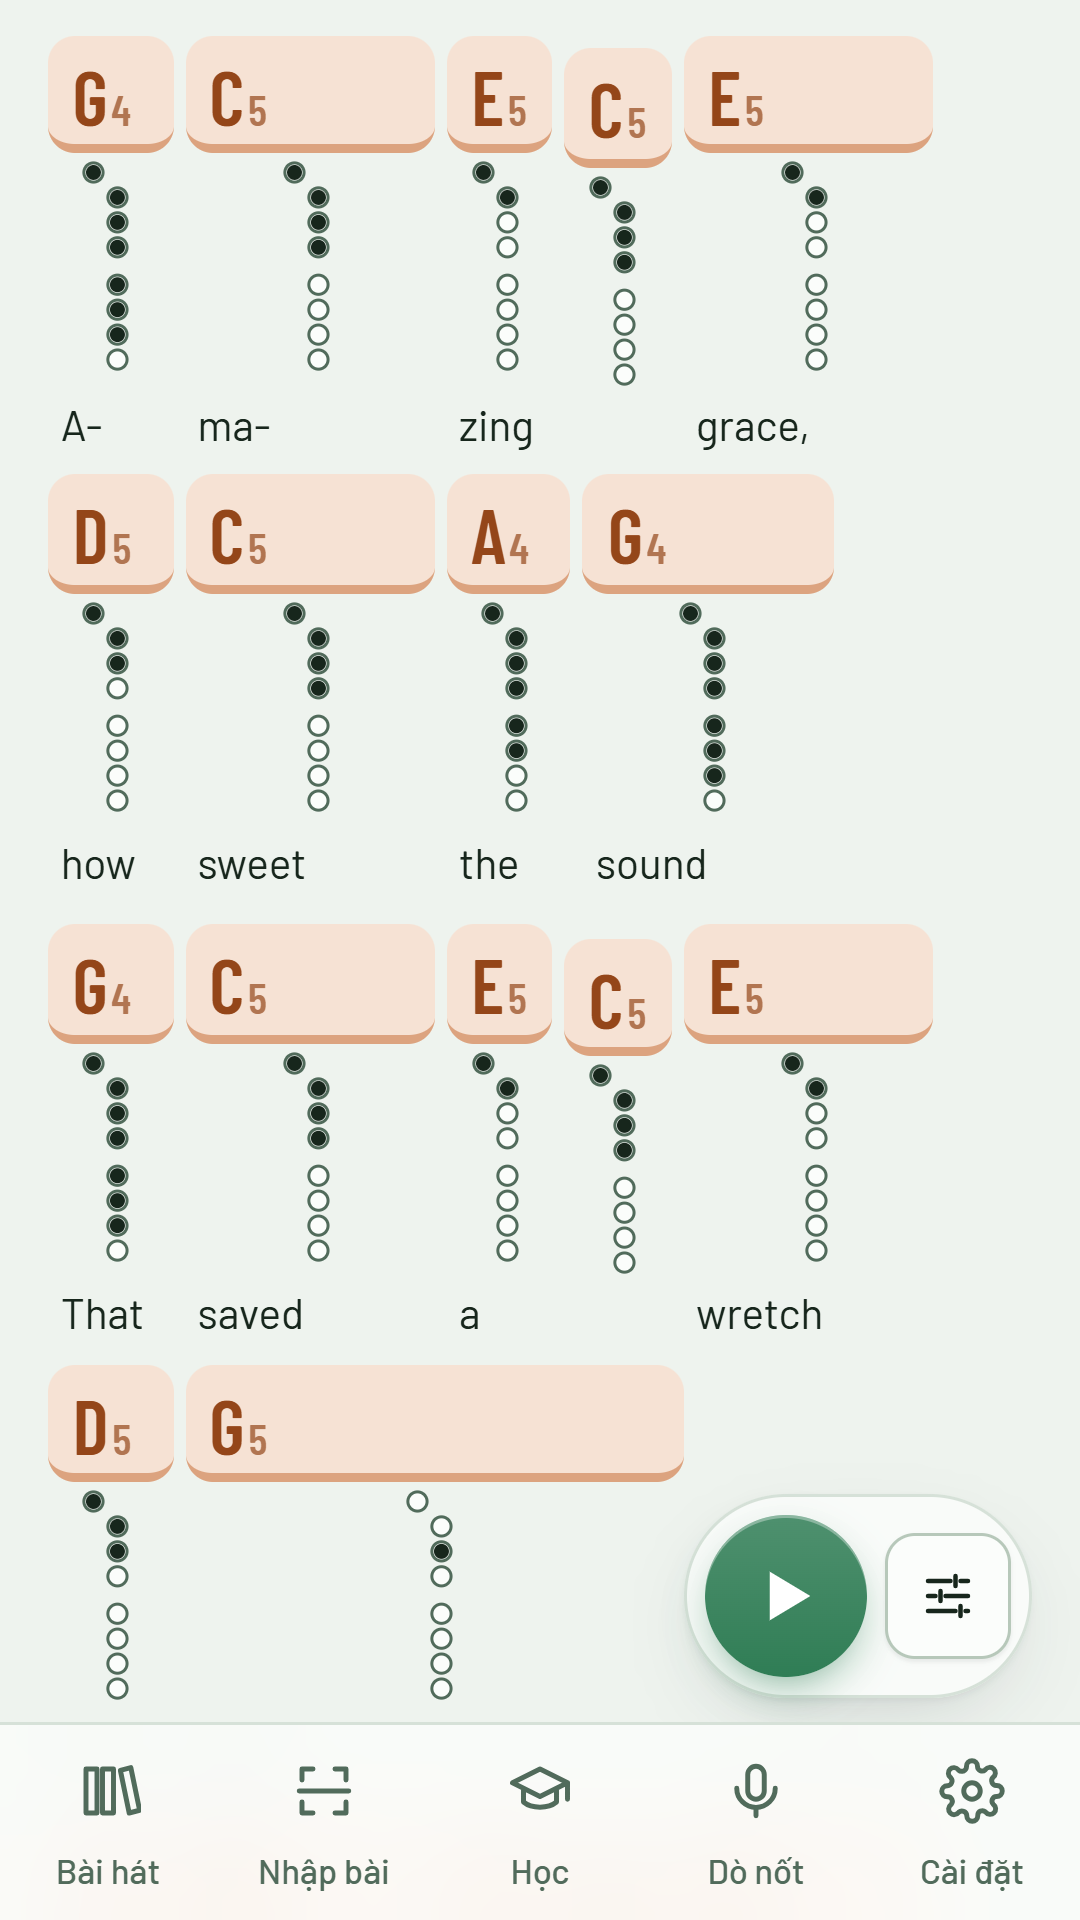 G4 C5 E5 C5 E5
A- ma- zing grace,
D5 C5 A4 G4
how sweet the sound
G4 C5 E5 C5 E5
That saved a wretch
D5 G5
Bài hát Nhập bài Học Dò nốt Cài đặt